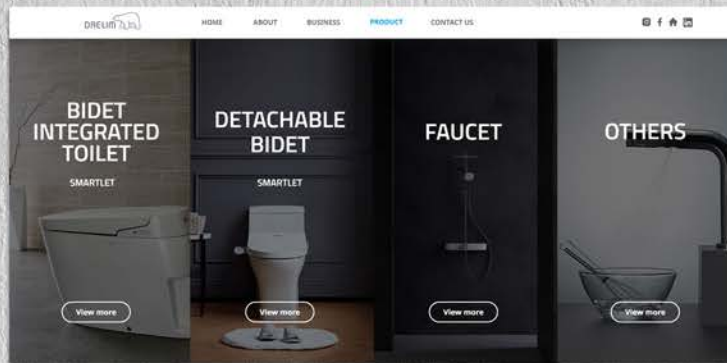 DAELIM
HOME
ABOUT
BUSINESS
PRODUCT
CONTACT US
BIDET
INTEGRATED
TOILET
SMARTLET
View more
DETACHABLE
BIDET
SMARTLET
View more
FAUCET
View more
OTHERS
View more